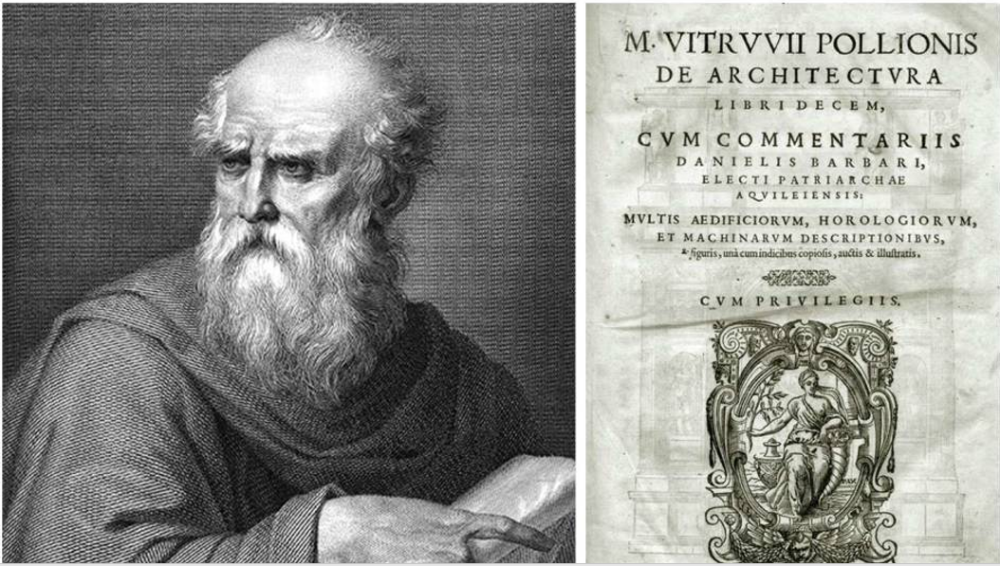 M. VITRVVII POLLIONIS
DE ARCHITECTVRA
LIBRI DECEM,
CVM COMMENTARIIS
DANIELIS BARBARI,
ELECTI PATRIARCHAE
AQVILEIENSIS:
MVLTIS AEDIFICIORVM, HOROLOGIORVM,
ET MACHINARVM DESCRIPTIONIBVS,
& figuris, unà cum indicibus copiosis, auctis & illustratis.
CVM PRIVILEGIIS.